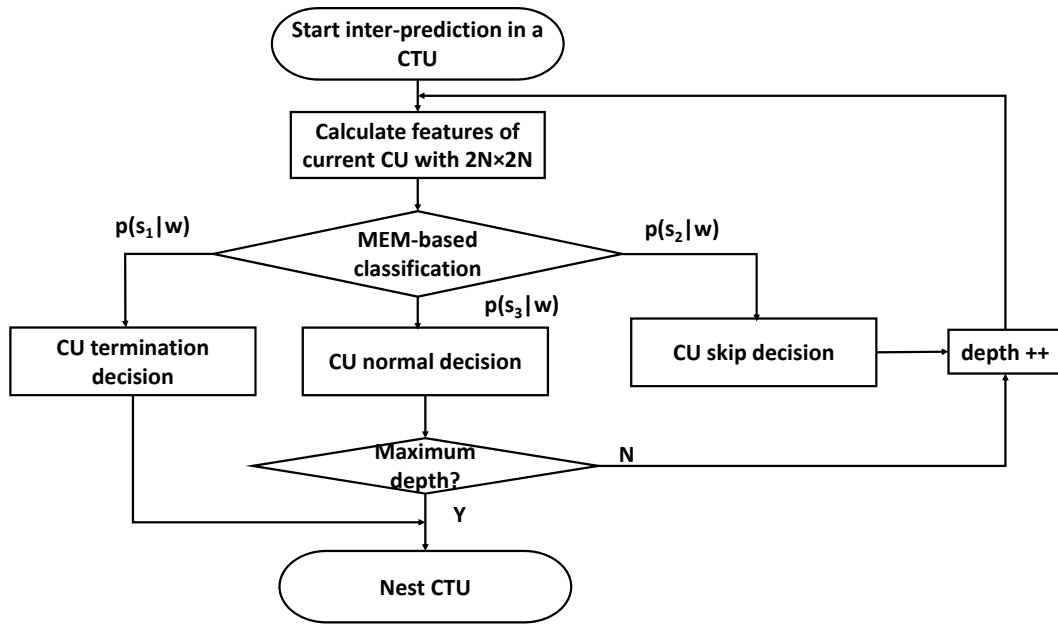 Start inter-prediction in a
CTU
Calculate features of
current CU with 2N×2N
p(s₁|w)
MEM-based
classification
p(s₂|w)
p(s₃|w)
CU termination
decision
CU normal decision
CU skip decision
depth ++
Maximum
depth?
N
Y
Nest CTU